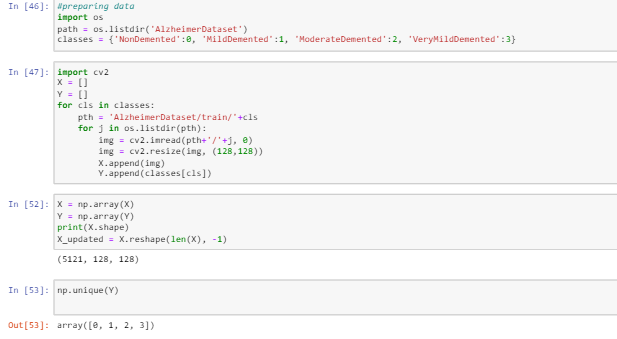 In [46]: #preparing data
import os
path = os.listdir('AlzheimerDataset')
classes = {'NonDemented':0, 'MildDemented':1, 'ModerateDemented':2, 'VeryMildDemented':3}
In [47]: import cv2
X = []
Y = []
for cls in classes:
    pth = 'AlzheimerDataset/train/'+cls
    for j in os.listdir(pth):
        img = cv2.imread(pth+'/'+j, 0)
        img = cv2.resize(img, (128,128))
        X.append(img)
        Y.append(classes[cls])
In [52]: X = np.array(X)
Y = np.array(Y)
print(X.shape)
X_updated = X.reshape(len(X), -1)
(5121, 128, 128)
In [53]: np.unique(Y)
Out[53]: array([0, 1, 2, 3])